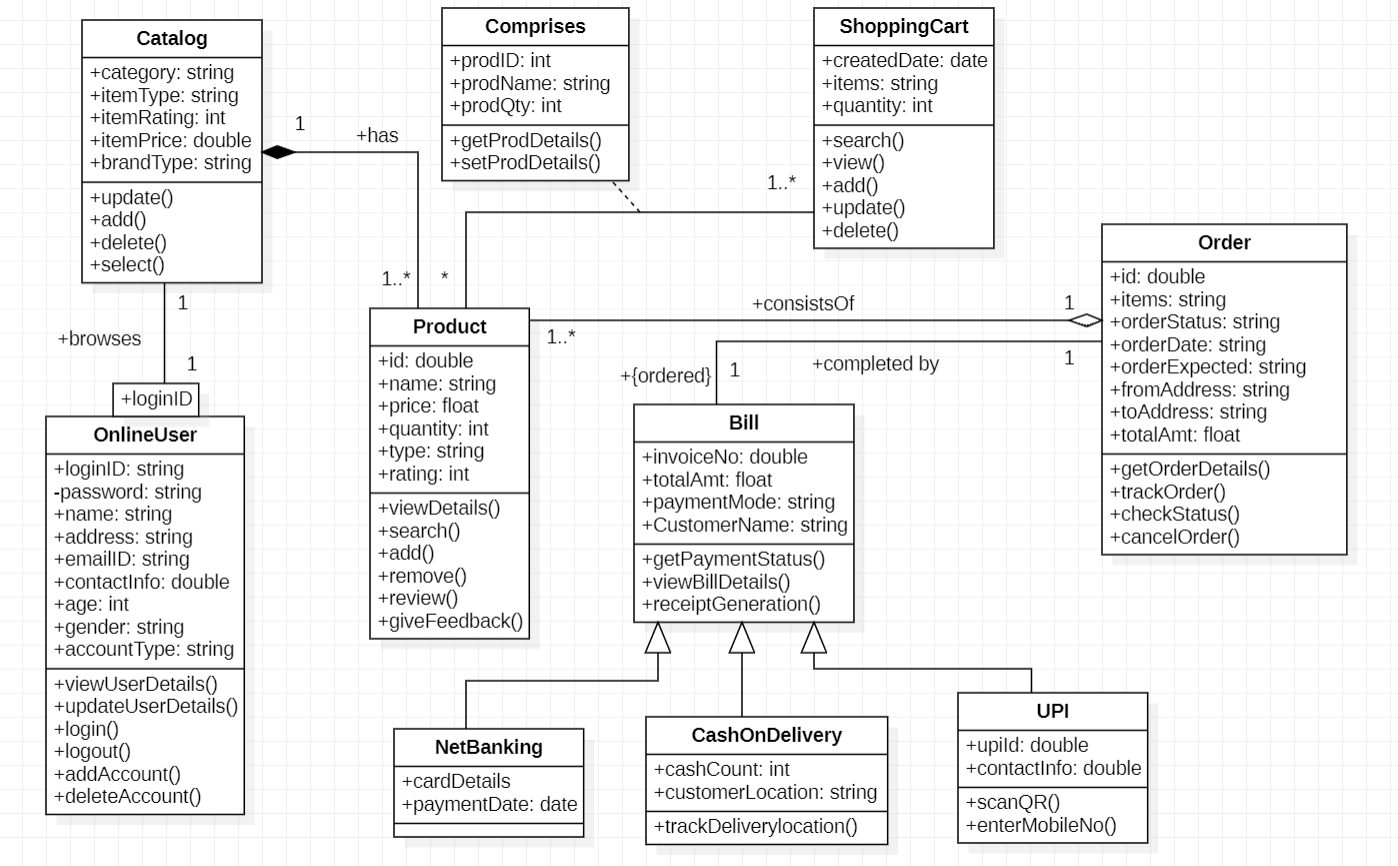 Catalog
+category: string
+itemType: string
+itemRating: int
+itemPrice: double
+brandType: string
+update()
+add()
+delete()
+select()
1
+has
1..*
Comprises
+prodID: int
+prodName: string
+prodQty: int
+getProdDetails()
+setProdDetails()
*
1..*
ShoppingCart
+createdDate: date
+items: string
+quantity: int
+search()
+view()
+add()
+update()
+delete()
1
+browses
1
+loginID
OnlineUser
+loginID: string
-password: string
+name: string
+address: string
+emailID: string
+contactInfo: double
+age: int
+gender: string
+accountType: string
+viewUserDetails()
+updateUserDetails()
+login()
+logout()
+addAccount()
+deleteAccount()
Product
+id: double
+name: string
+price: float
+quantity: int
+type: string
+rating: int
+viewDetails()
+search()
+add()
+remove()
+review()
+giveFeedback()
+consistsOf
1
1..*
+completed by
1
+{ordered}
1
Order
+id: double
+items: string
+orderStatus: string
+orderDate: string
+orderExpected: string
+fromAddress: string
+toAddress: string
+totalAmt: float
+getOrderDetails()
+trackOrder()
+checkStatus()
+cancelOrder()
Bill
+invoiceNo: double
+totalAmt: float
+paymentMode: string
+CustomerName: string
+getPaymentStatus()
+viewBillDetails()
+receiptGeneration()
NetBanking
+cardDetails
+paymentDate: date
CashOnDelivery
+cashCount: int
+customerLocation: string
+trackDeliverylocation()
UPI
+upiId: double
+contactInfo: double
+scanQR()
+enterMobileNo()